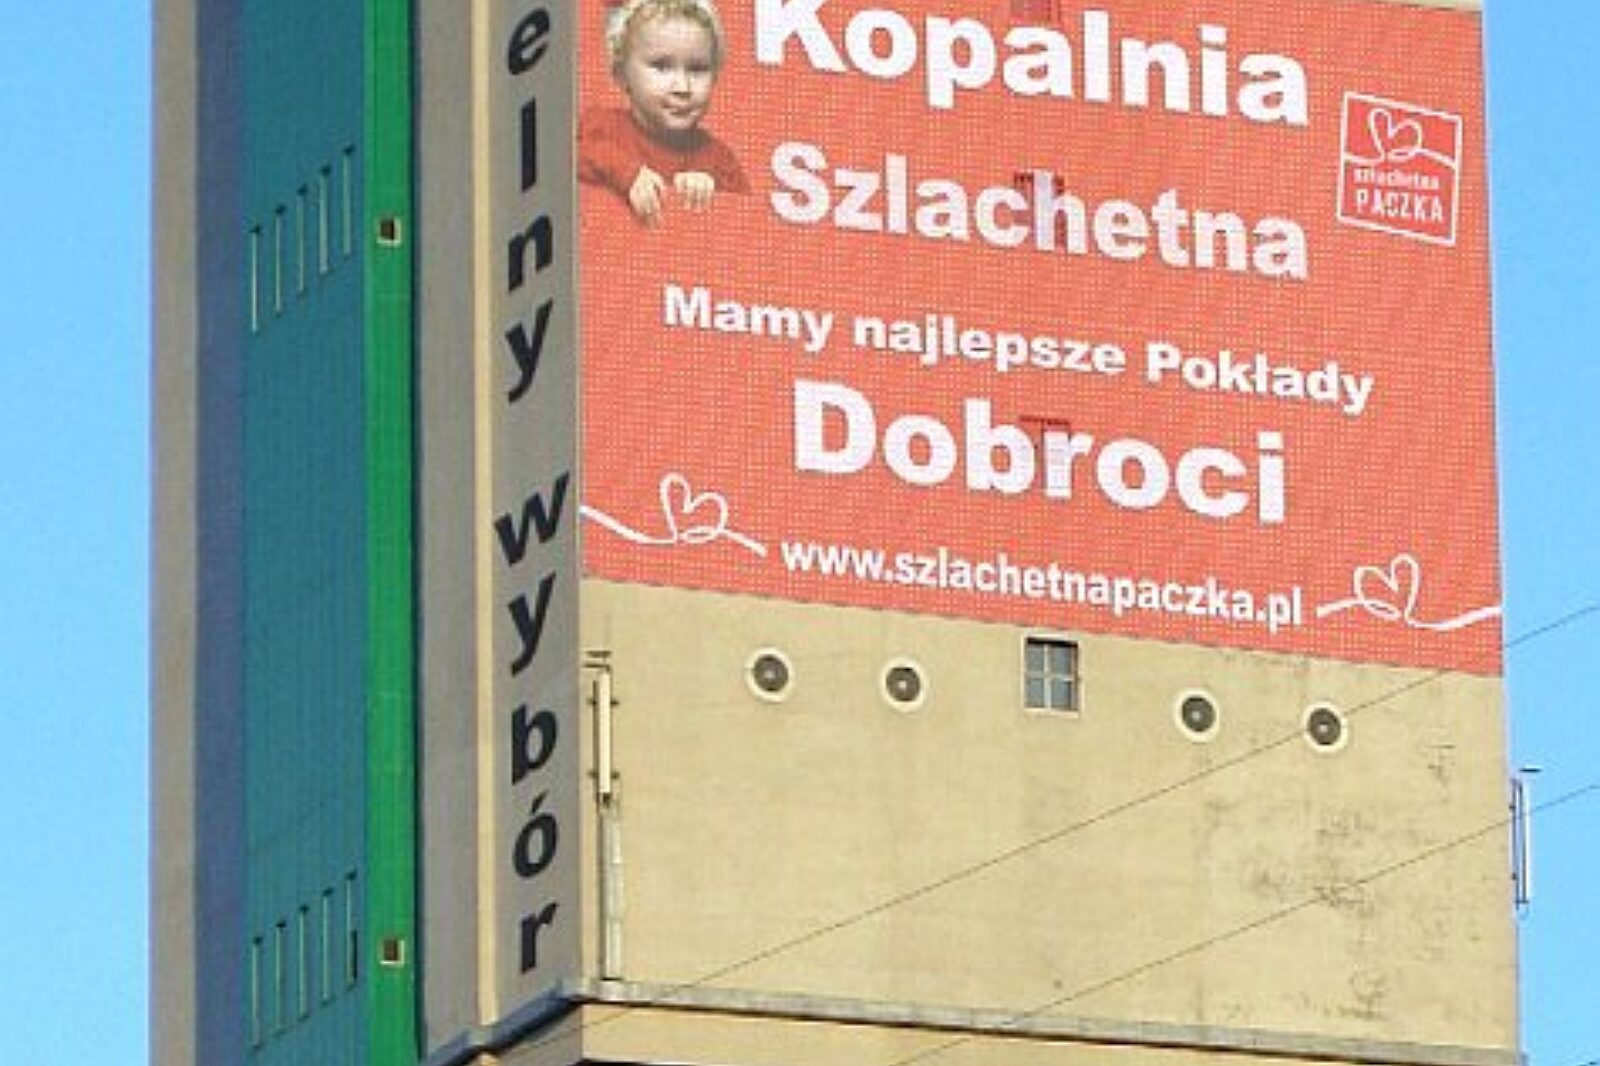 elny wybór
Kopalnia
Szlachetna
Mamy najlepsze Pokłady
Dobroci
www.szlachetnapaczka.pl
szlachetna
PACZKA